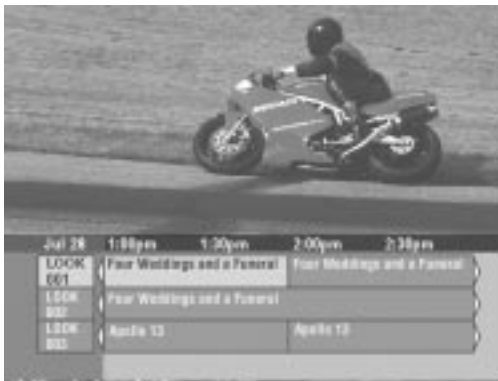 Jul 28 1:00pm 1:30pm 2:00pm 2:30pm
LOOK 001 Four Weddings and a Funeral Four Weddings and a Funeral
LOOK 002 Four Weddings and a Funeral
LOOK 003 Apollo 13 Apollo 13